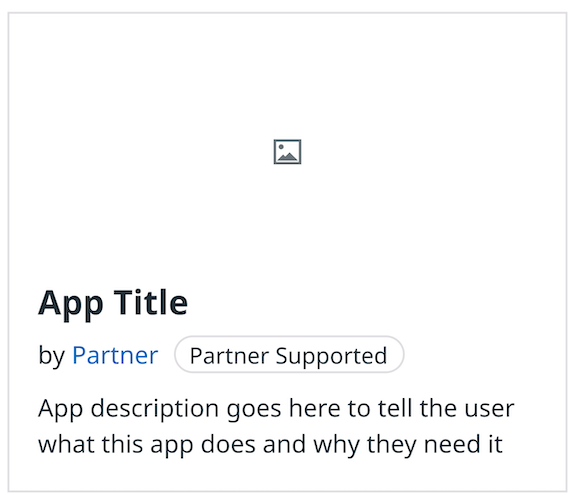 App Title
by Partner Partner Supported
App description goes here to tell the user
what this app does and why they need it